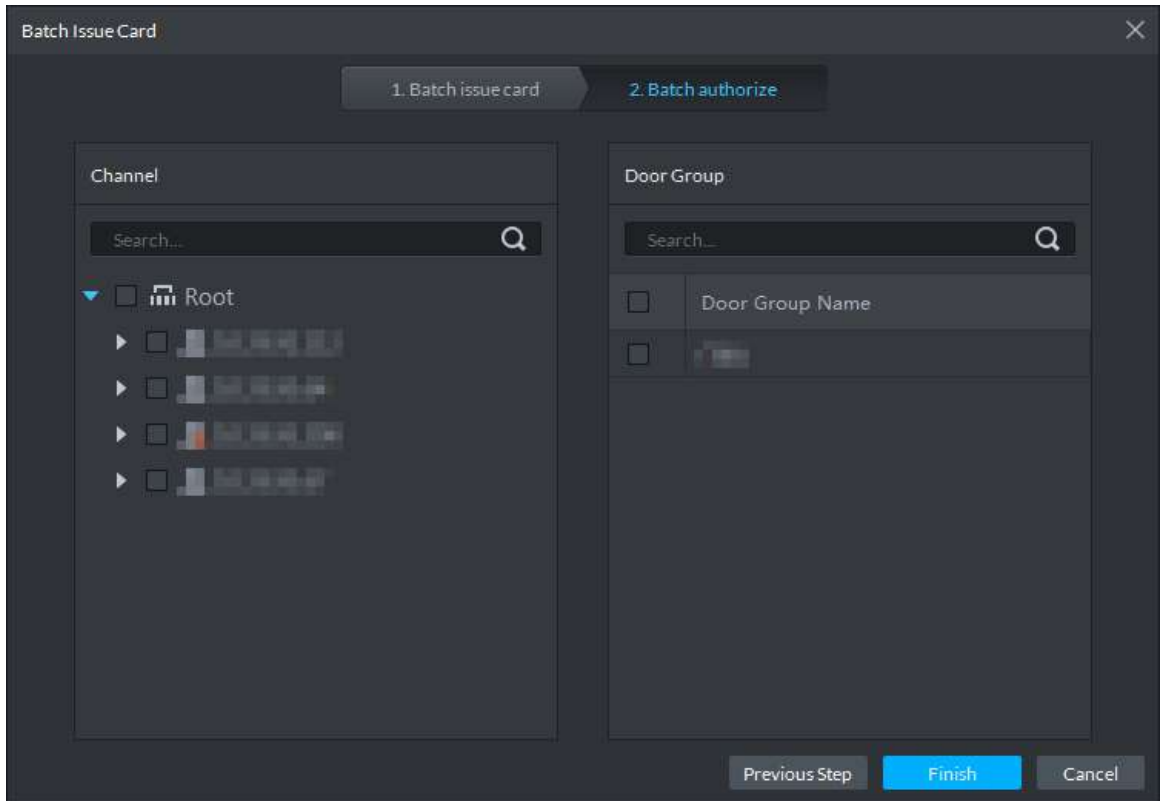 Batch Issue Card
1. Batch issue card
2. Batch authorize
Channel
Search...
Root
Door Group
Search...
Door Group Name
Previous Step
Finish
Cancel